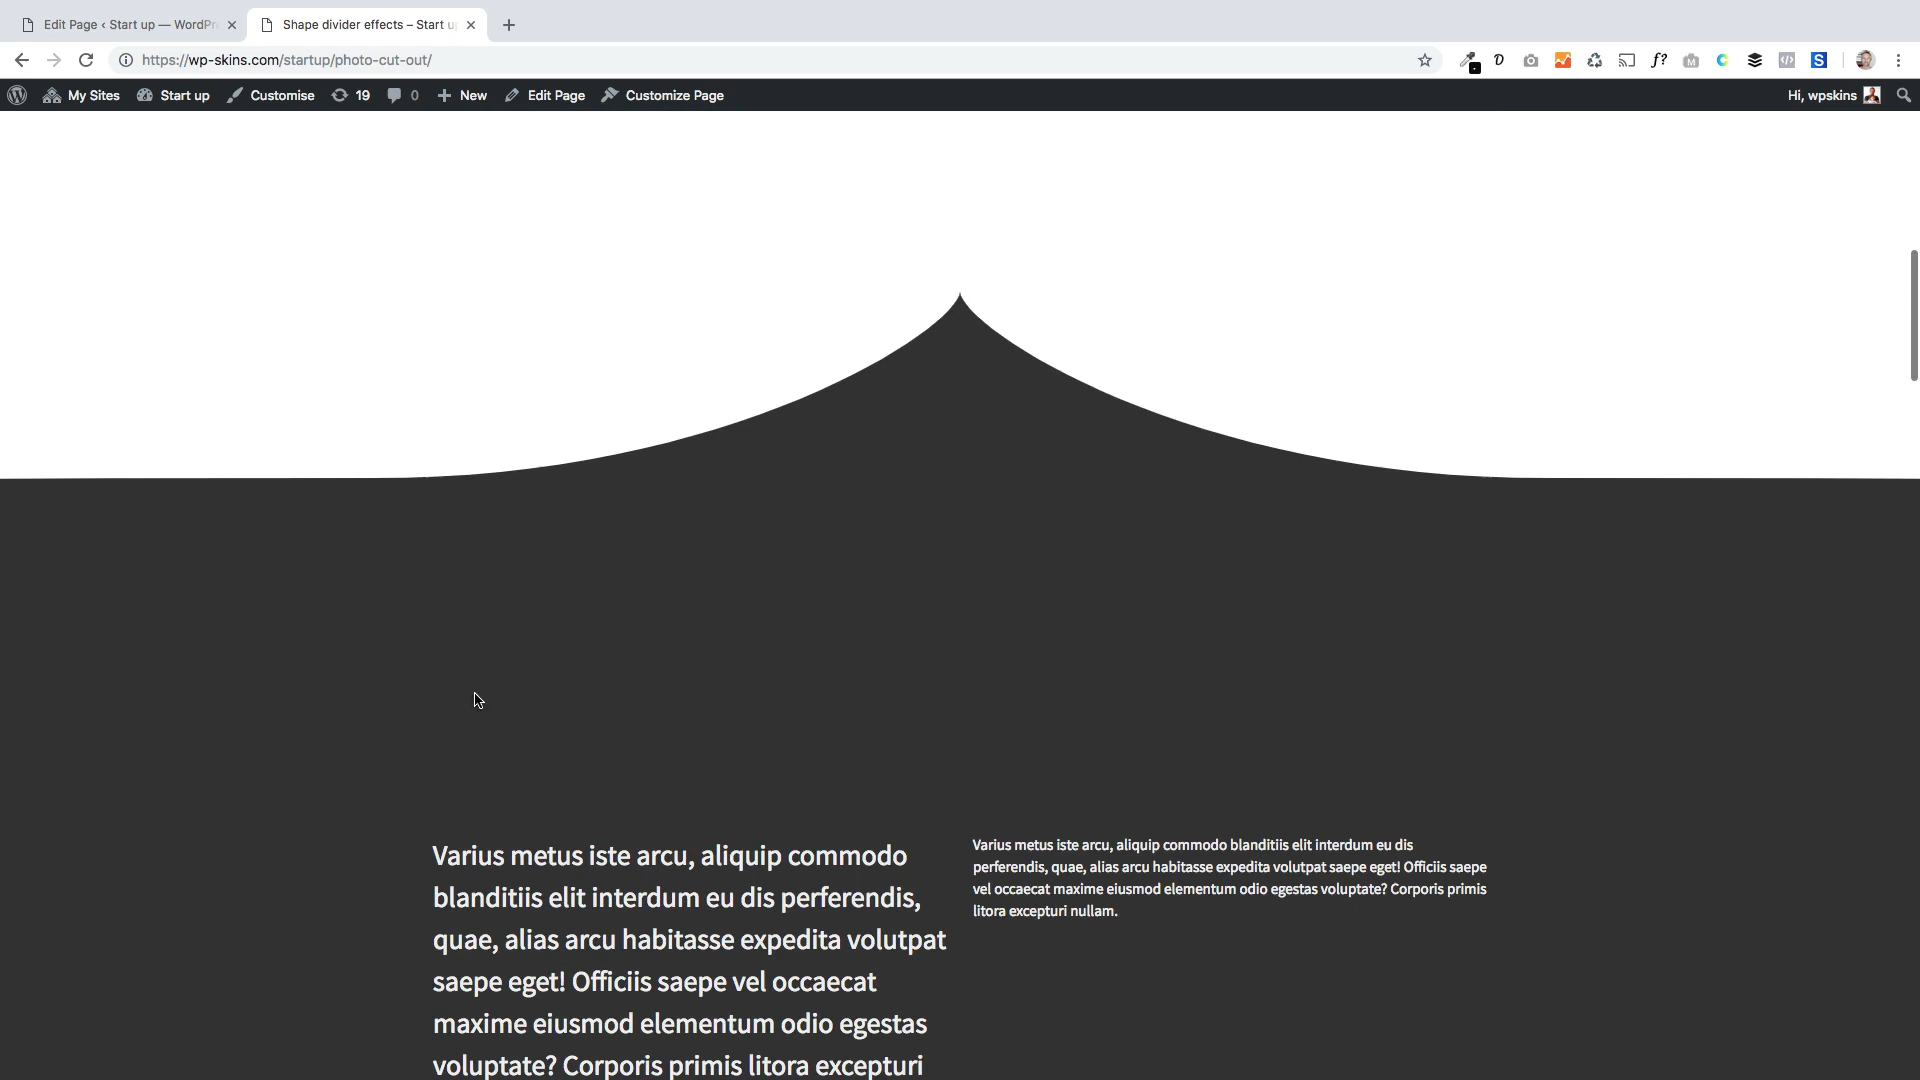 Edit Page ‹ Start up — WordPr
Shape divider effects – Start u
https://wp-skins.com/startup/photo-cut-out/
My Sites
Start up
Customise
19
0
New
Edit Page
Customize Page
Hi, wpskins
Varius metus iste arcu, aliquip commodo
blanditiis elit interdum eu dis perferendis,
quae, alias arcu habitasse expedita volutpat
saepe eget! Officiis saepe vel occaecat
maxime eiusmod elementum odio egestas
voluptate? Corporis primis litora excepturi
Varius metus iste arcu, aliquip commodo blanditiis elit interdum eu dis
perferendis, quae, alias arcu habitasse expedita volutpat saepe eget! Officiis saepe
vel occaecat maxime eiusmod elementum odio egestas voluptate? Corporis primis
litora excepturi nullam.